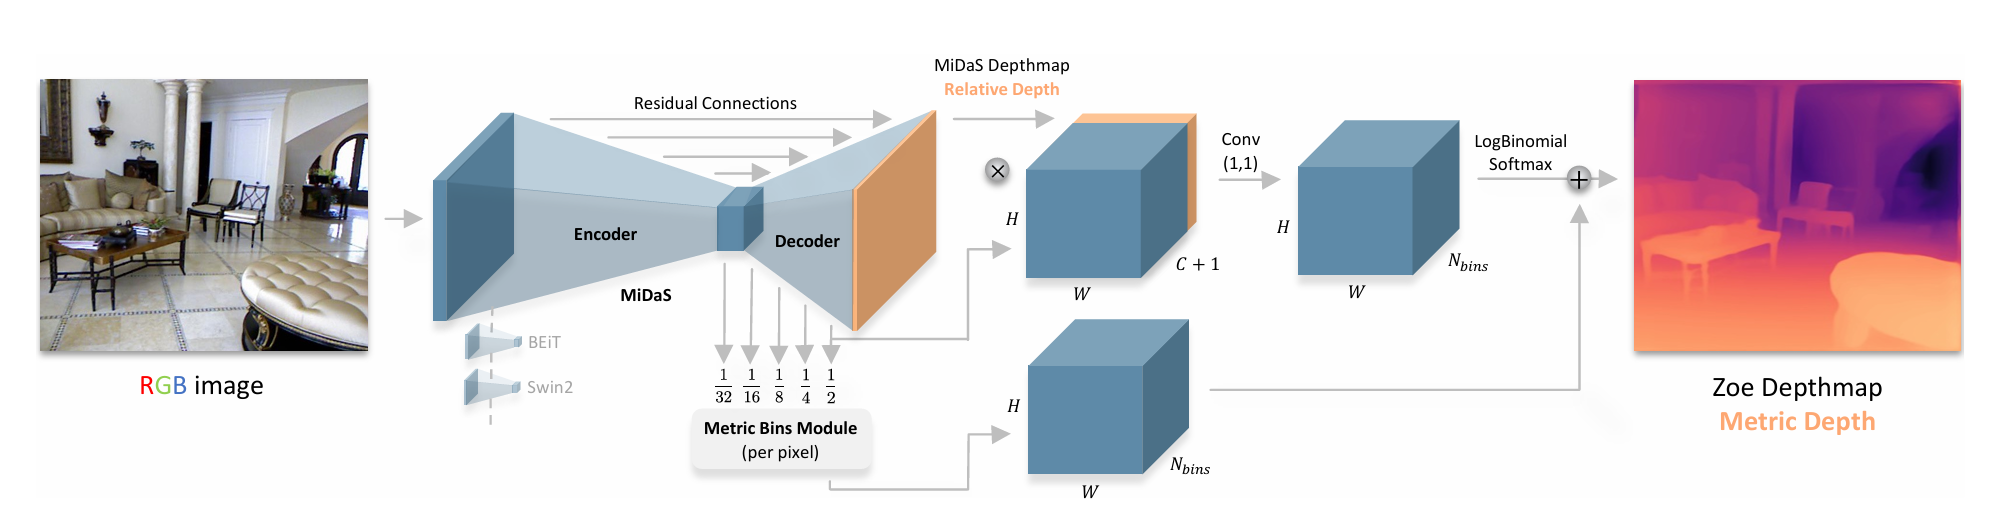 RGB image
Residual Connections
Encoder
Decoder
MiDaS
BEiT
Swin2
1/32 1/16 1/8 1/4 1/2
Metric Bins Module
(per pixel)
MiDaS Depthmap
Relative Depth
×
H
W
C + 1
Conv
(1,1)
H
W
N_bins
LogBinomial
Softmax
+
H
W
N_bins
Zoe Depthmap
Metric Depth